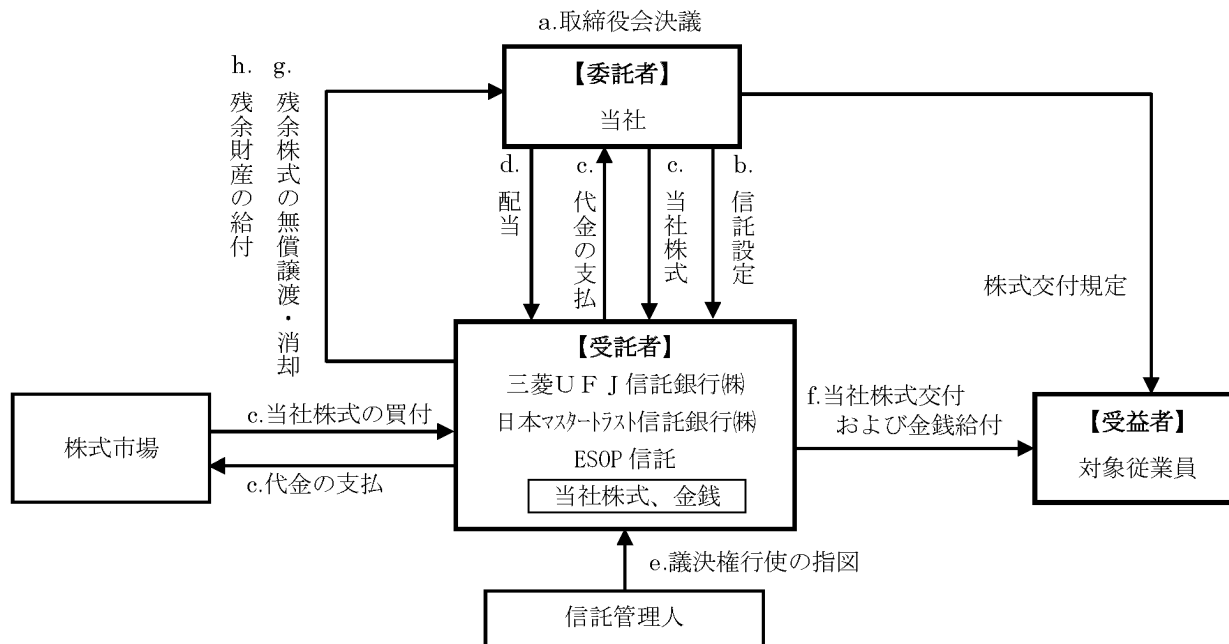 a.取締役会決議
h.
残余財産の給付
g.
残余株式の無償譲渡・消却
【委託者】
当社
d.
配当
c.
代金の支払
c.
当社株式
b.
信託設定
株式交付規定
【受託者】
三菱UFJ信託銀行㈱
日本マスタートラスト信託銀行㈱
ESOP信託
当社株式、金銭
株式市場
c.当社株式の買付
c.代金の支払
f.当社株式交付
および金銭給付
【受益者】
対象従業員
e.議決権行使の指図
信託管理人